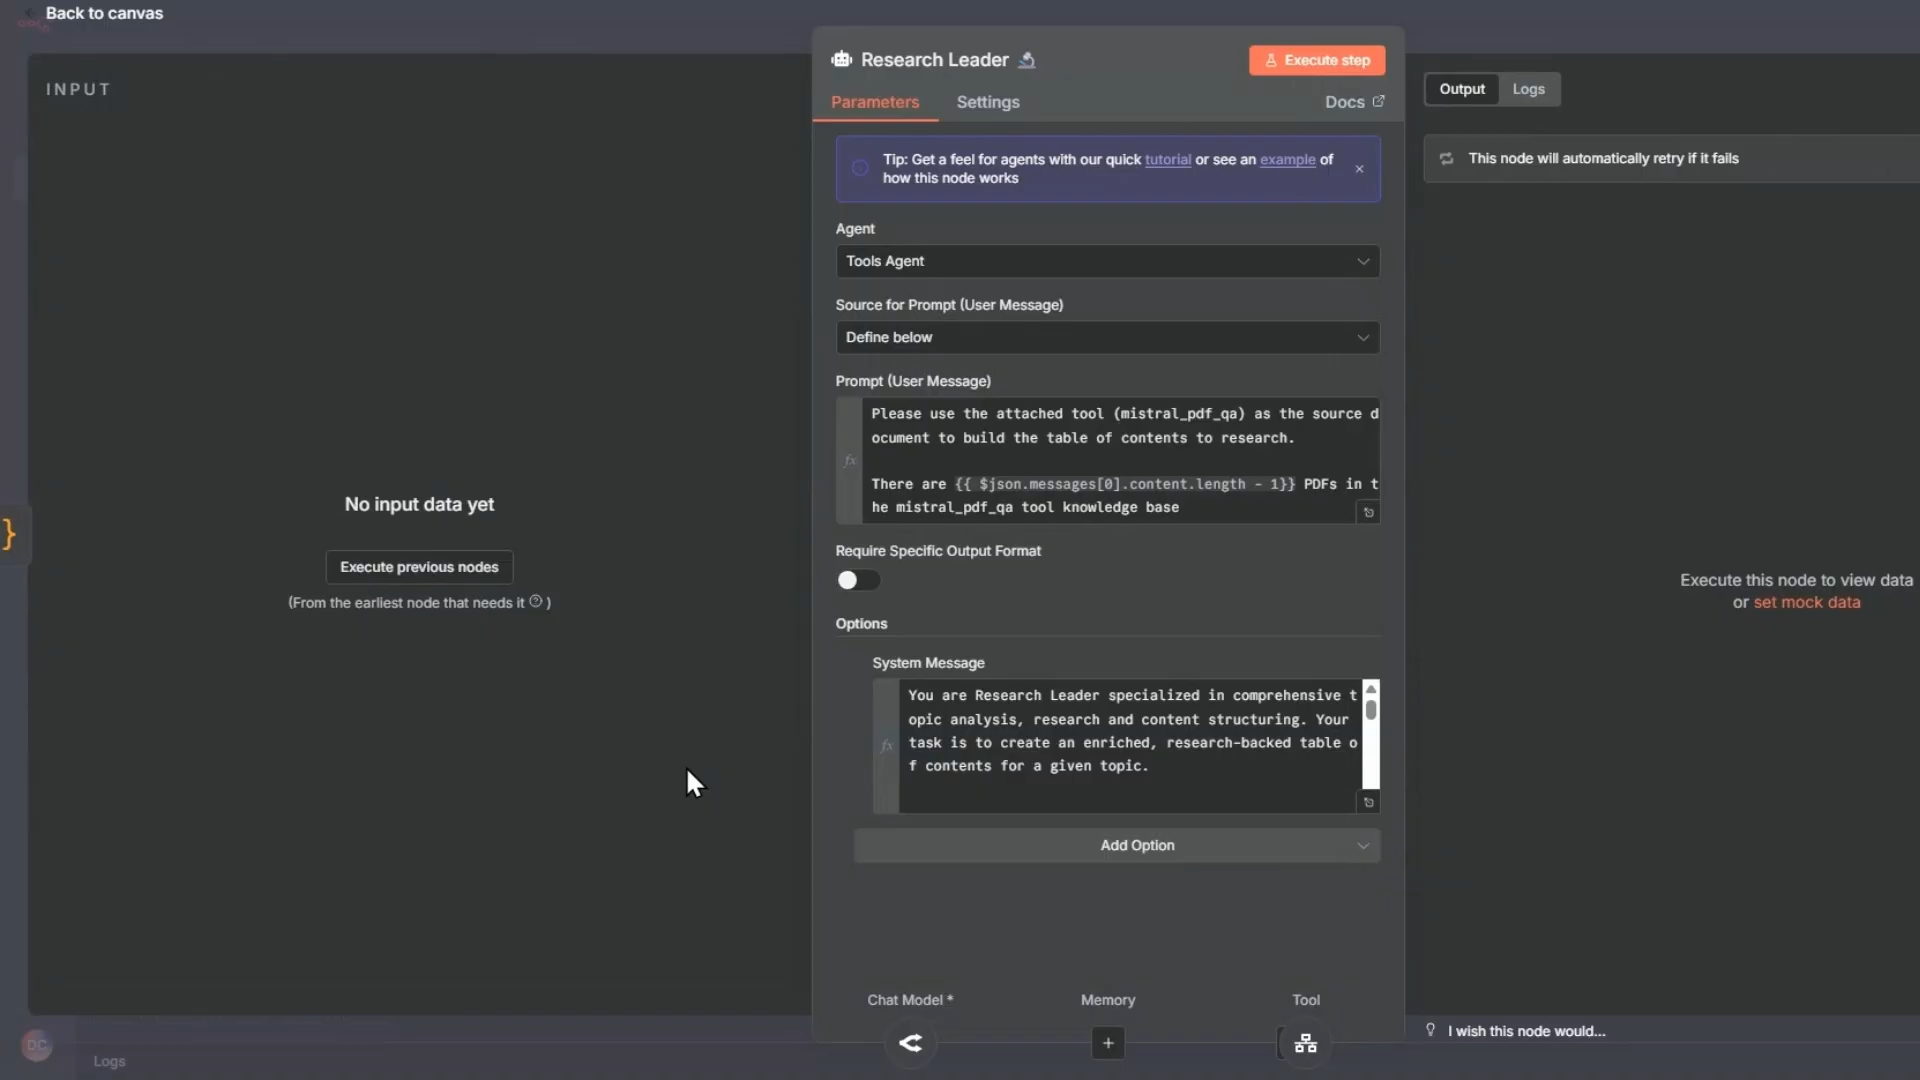 Back to canvas
INPUT
No input data yet
Execute previous nodes
(From the earliest node that needs it ? )
}
DC
Logs
Research Leader
Execute step
Parameters
Settings
Docs
Tip: Get a feel for agents with our quick tutorial or see an example of
how this node works
×
Agent
Tools Agent
Source for Prompt (User Message)
Define below
Prompt (User Message)
fx
Please use the attached tool (mistral_pdf_qa) as the source d
ocument to build the table of contents to research.
There are {{ $json.messages[0].content.length - 1}} PDFs in t
he mistral_pdf_qa tool knowledge base
Require Specific Output Format
Options
System Message
fx
You are Research Leader specialized in comprehensive t
opic analysis, research and content structuring. Your
task is to create an enriched, research-backed table o
f contents for a given topic.
Add Option
Chat Model *
Memory
Tool
+
Output
Logs
This node will automatically retry if it fails
Execute this node to view data
or set mock data
I wish this node would...